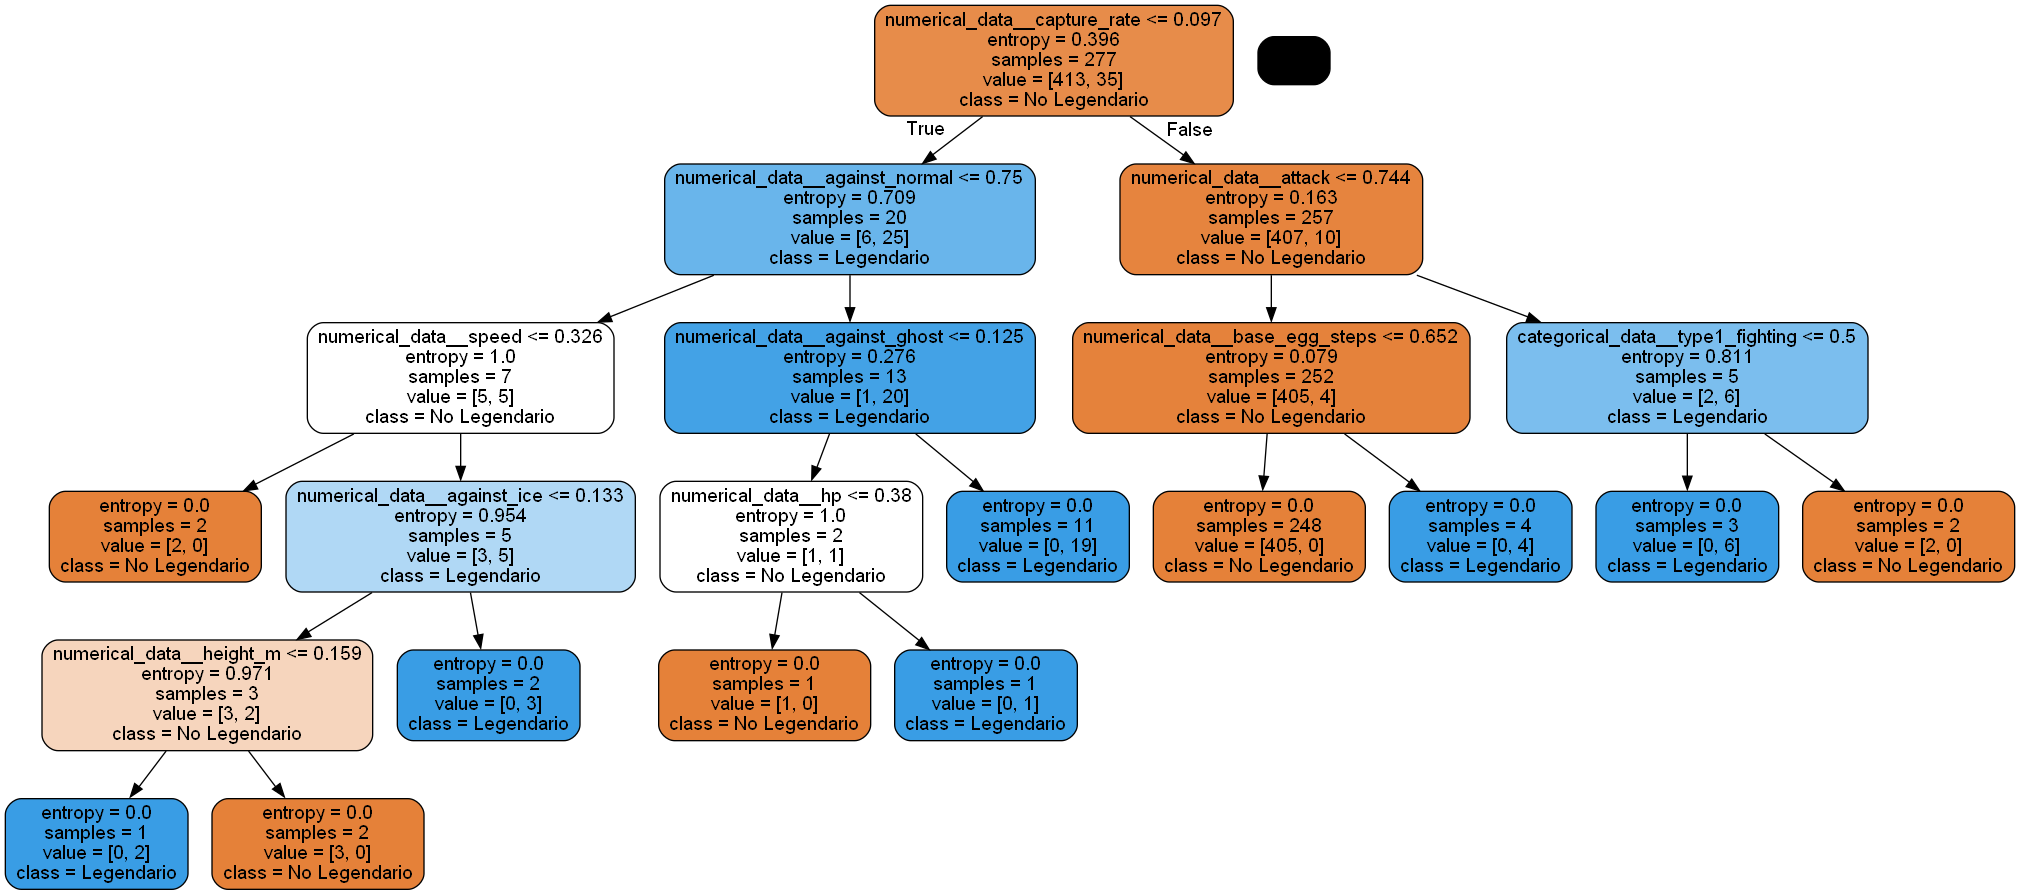 numerical_data__capture_rate <= 0.097
entropy = 0.396
samples = 277
value = [413, 35]
class = No Legendario
True
False
numerical_data__against_normal <= 0.75
entropy = 0.709
samples = 20
value = [6, 25]
class = Legendario
numerical_data__attack <= 0.744
entropy = 0.163
samples = 257
value = [407, 10]
class = No Legendario
numerical_data__speed <= 0.326
entropy = 1.0
samples = 7
value = [5, 5]
class = No Legendario
numerical_data__against_ghost <= 0.125
entropy = 0.276
samples = 13
value = [1, 20]
class = Legendario
numerical_data__base_egg_steps <= 0.652
entropy = 0.079
samples = 252
value = [405, 4]
class = No Legendario
categorical_data__type1_fighting <= 0.5
entropy = 0.811
samples = 5
value = [2, 6]
class = Legendario
entropy = 0.0
samples = 2
value = [2, 0]
class = No Legendario
numerical_data__against_ice <= 0.133
entropy = 0.954
samples = 5
value = [3, 5]
class = Legendario
numerical_data__hp <= 0.38
entropy = 1.0
samples = 2
value = [1, 1]
class = No Legendario
entropy = 0.0
samples = 11
value = [0, 19]
class = Legendario
entropy = 0.0
samples = 248
value = [405, 0]
class = No Legendario
entropy = 0.0
samples = 4
value = [0, 4]
class = Legendario
entropy = 0.0
samples = 3
value = [0, 6]
class = Legendario
entropy = 0.0
samples = 2
value = [2, 0]
class = No Legendario
numerical_data__height_m <= 0.159
entropy = 0.971
samples = 3
value = [3, 2]
class = No Legendario
entropy = 0.0
samples = 2
value = [0, 3]
class = Legendario
entropy = 0.0
samples = 1
value = [1, 0]
class = No Legendario
entropy = 0.0
samples = 1
value = [0, 1]
class = Legendario
entropy = 0.0
samples = 1
value = [0, 2]
class = Legendario
entropy = 0.0
samples = 2
value = [3, 0]
class = No Legendario